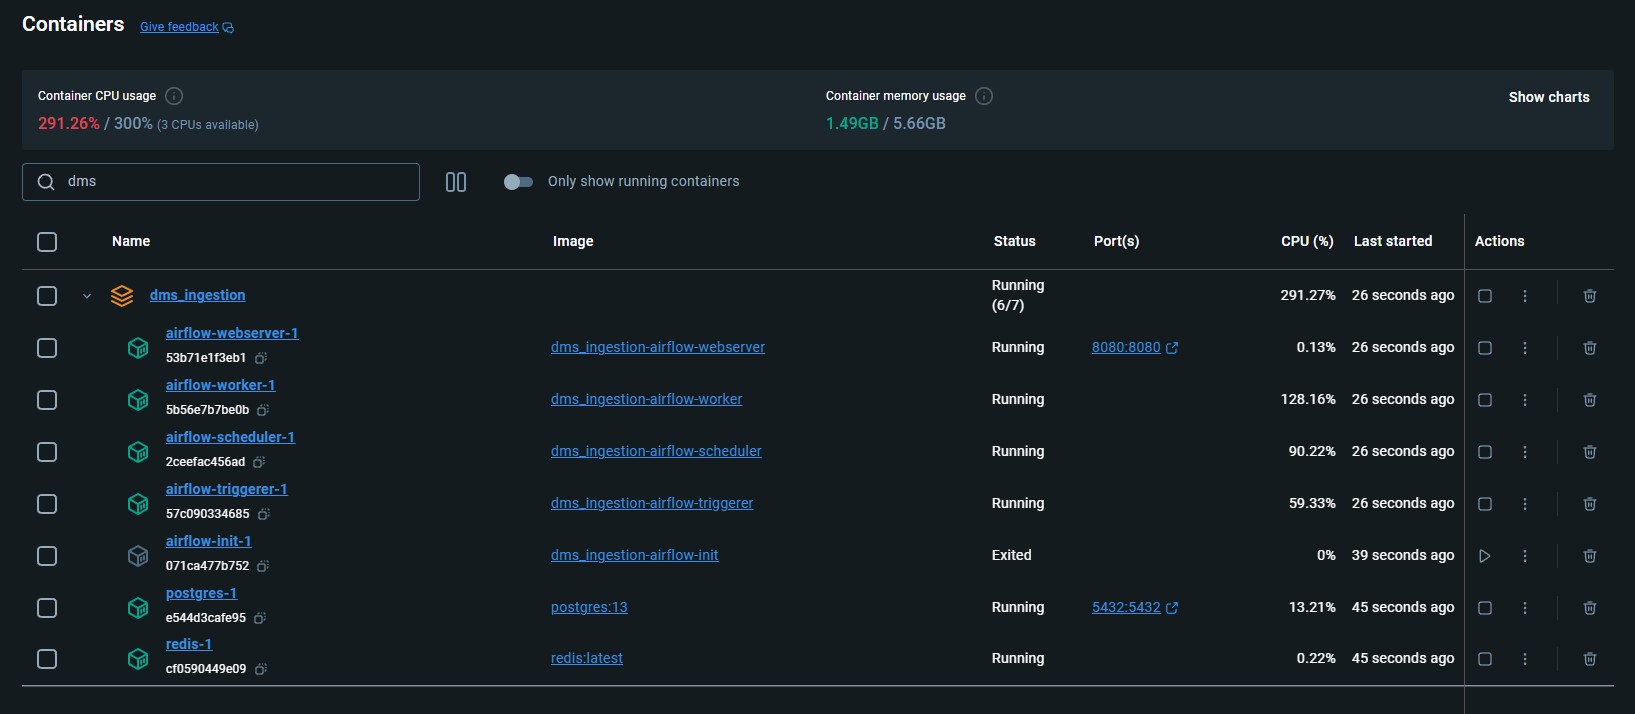 Containers Give feedback
Container CPU usage
291.26% / 300% (3 CPUs available)
Container memory usage
1.49GB / 5.66GB
Show charts
dms
Only show running containers
Name Image Status Port(s) CPU (%) Last started Actions
dms_ingestion Running (6/7) 291.27% 26 seconds ago
airflow-webserver-1
53b71e1f3eb1
dms_ingestion-airflow-webserver Running 8080:8080 0.13% 26 seconds ago
airflow-worker-1
5b56e7b7be0b
dms_ingestion-airflow-worker Running 128.16% 26 seconds ago
airflow-scheduler-1
2ceefac456ad
dms_ingestion-airflow-scheduler Running 90.22% 26 seconds ago
airflow-triggerer-1
57c090334685
dms_ingestion-airflow-triggerer Running 59.33% 26 seconds ago
airflow-init-1
071ca477b752
dms_ingestion-airflow-init Exited 0% 39 seconds ago
postgres-1
e544d3cafe95
postgres:13 Running 5432:5432 13.21% 45 seconds ago
redis-1
cf0590449e09
redis:latest Running 0.22% 45 seconds ago